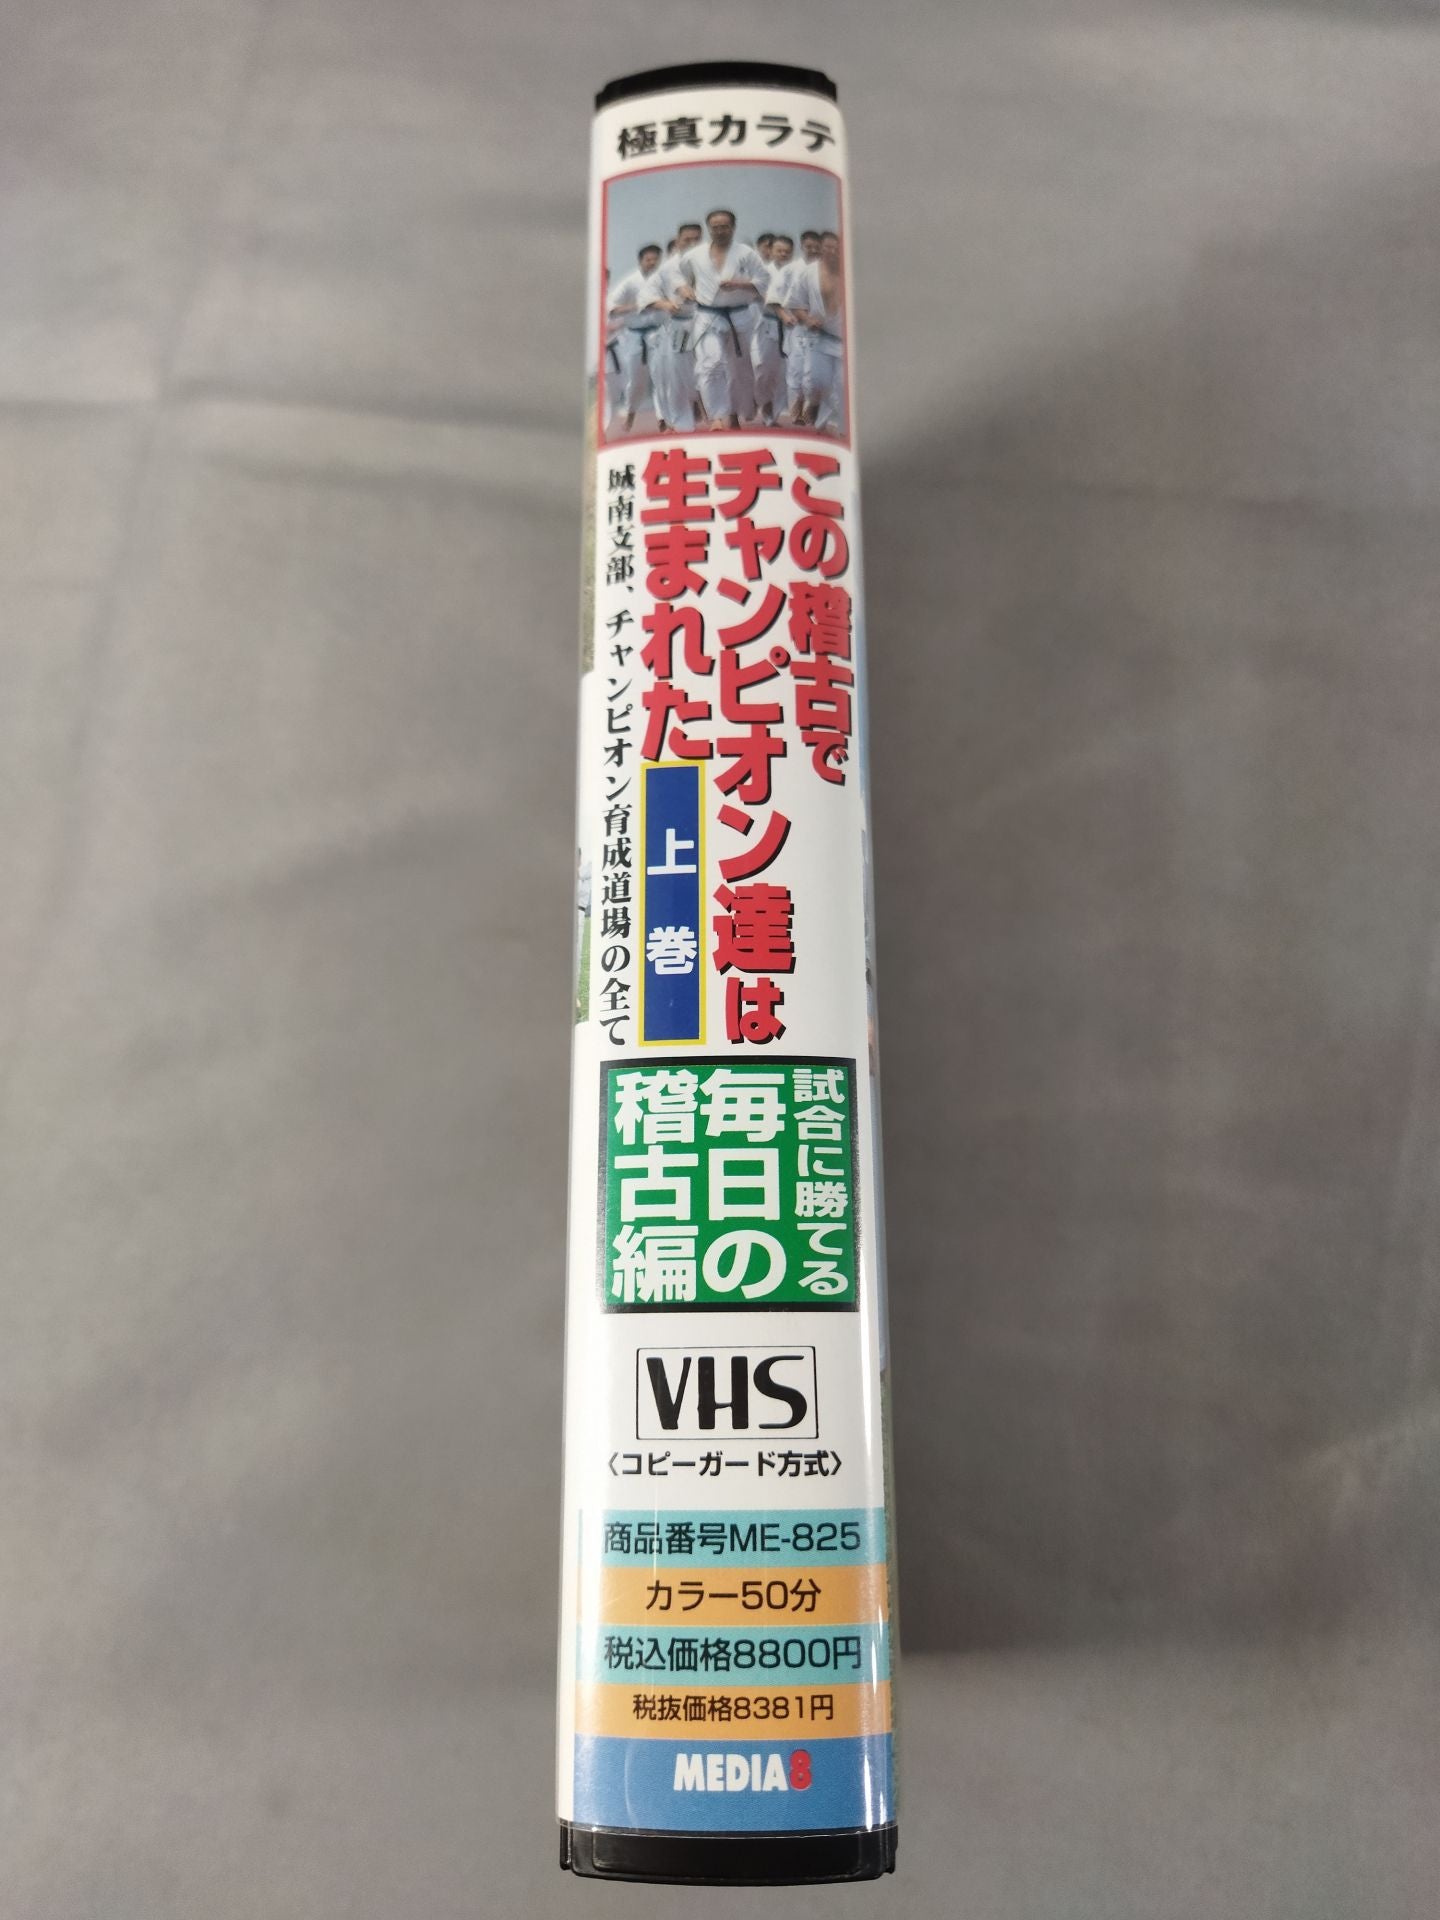 極真カラテ
この稽古で
チャンピオン達は
生まれた
上巻
城南支部、チャンピオン育成道場の全て
試合に勝てる
毎日の
稽古編
VHS
〈コピーガード方式〉
商品番号ME-825
カラー50分
税込価格8800円
税抜価格8381円
MEDIA8